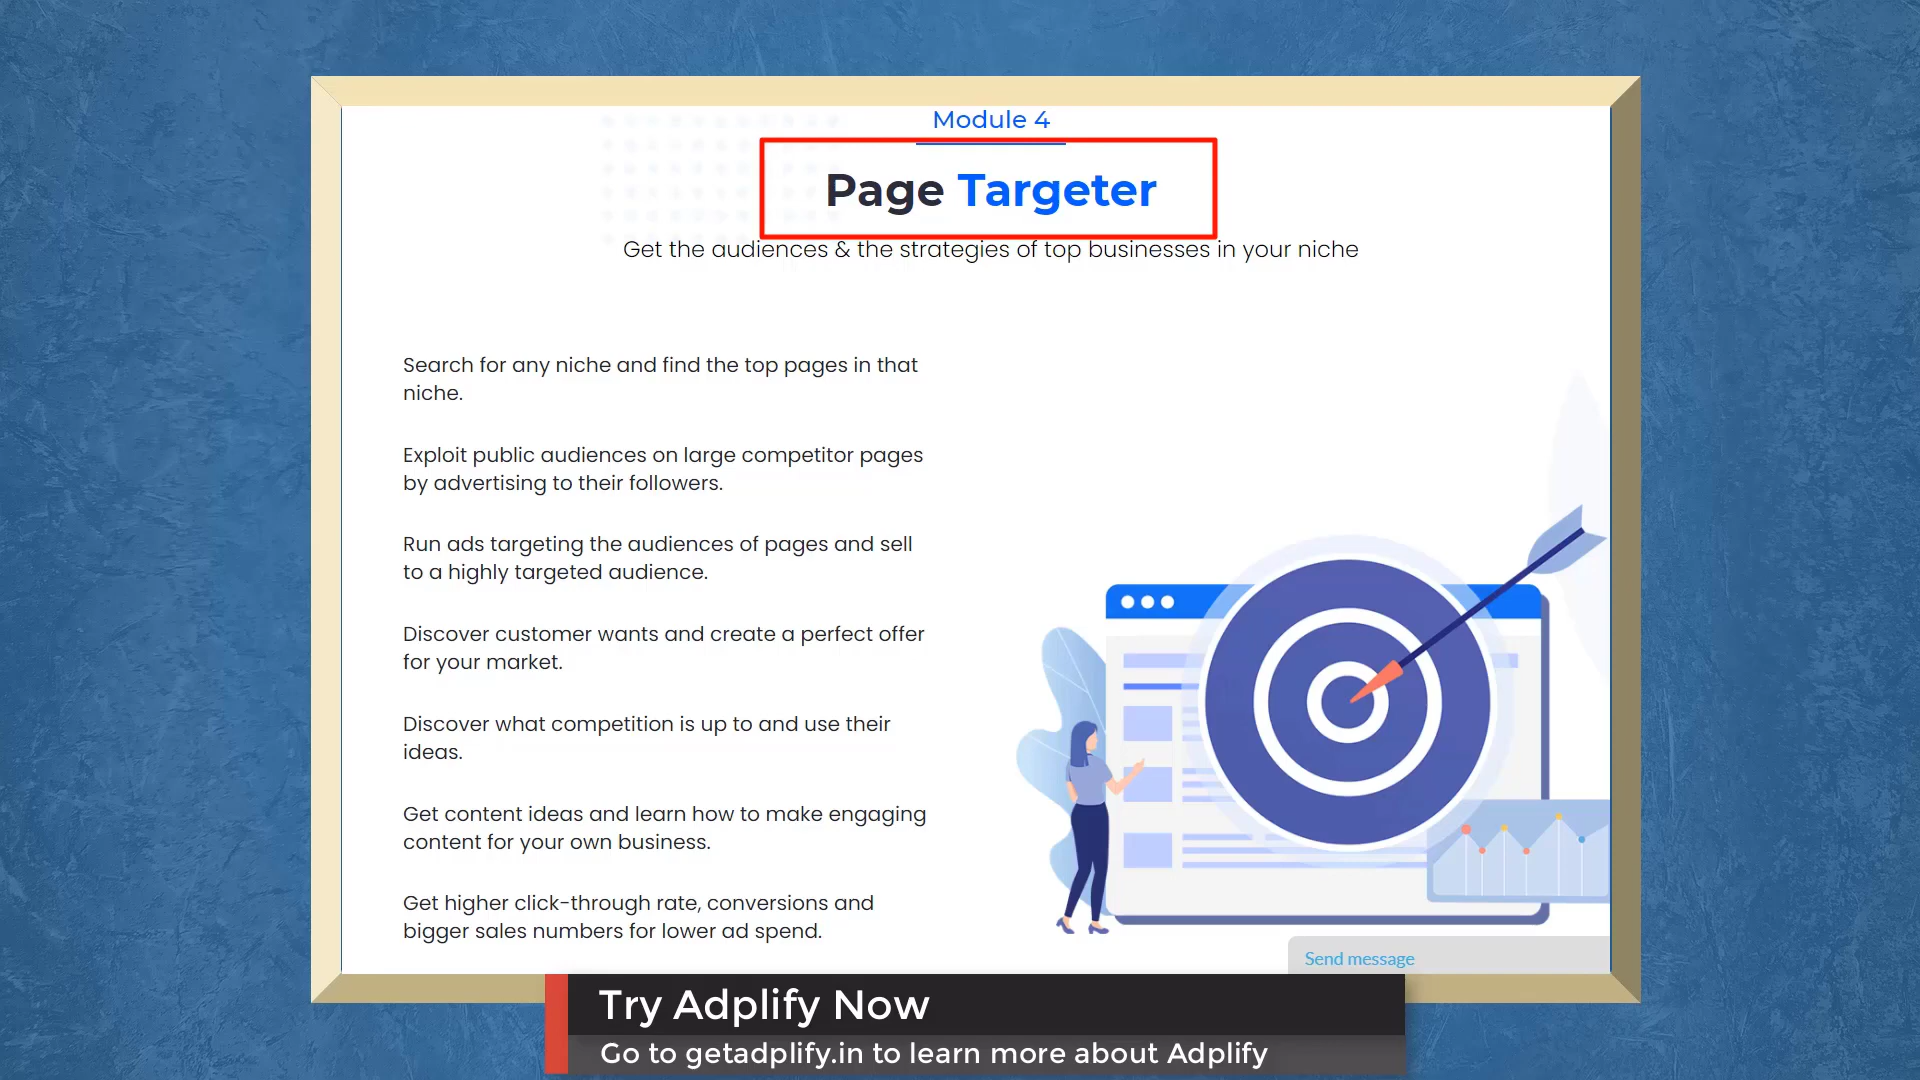 Module 4
Page Targeter
Get the audiences & the strategies of top businesses in your niche
Search for any niche and find the top pages in that
niche.
Exploit public audiences on large competitor pages
by advertising to their followers.
Run ads targeting the audiences of pages and sell
to a highly targeted audience.
Discover customer wants and create a perfect offer
for your market.
Discover what competition is up to and use their
ideas.
Get content ideas and learn how to make engaging
content for your own business.
Get higher click-through rate, conversions and
bigger sales numbers for lower ad spend.
Send message
Try Adplify Now
Go to getadplify.in to learn more about Adplify